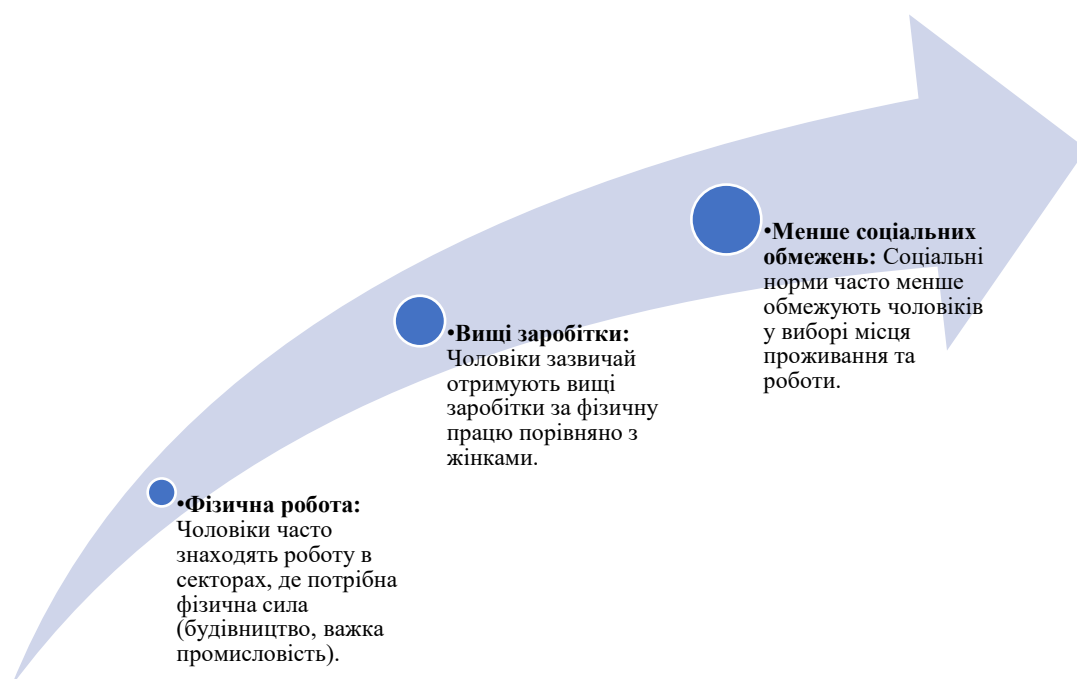 •Фізична робота:
Чоловіки часто
знаходять роботу в
секторах, де потрібна
фізична сила
(будівництво, важка
промисловість).
•Вищі заробітки:
Чоловіки зазвичай
отримують вищі
заробітки за фізичну
працю порівняно з
жінками.
•Менше соціальних
обмежень: Соціальні
норми часто менше
обмежують чоловіків
у виборі місця
проживання та
роботи.